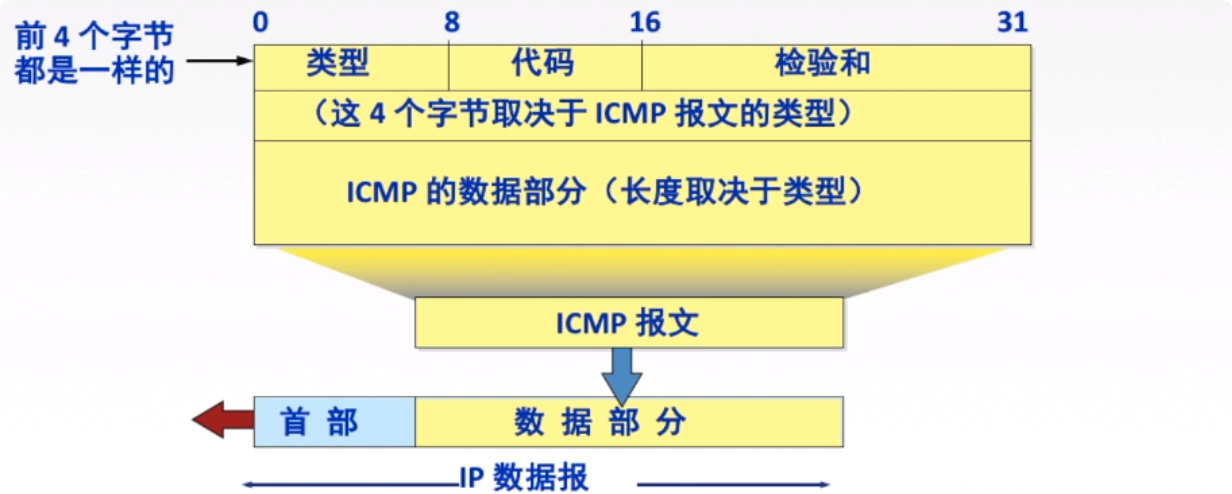 0 8 16 31
前 4 个字节
都是一样的
类型 代码 检验和
（这 4 个字节取决于 ICMP 报文的类型）
ICMP 的数据部分（长度取决于类型）
ICMP 报文
首 部 数 据 部 分
IP 数据报